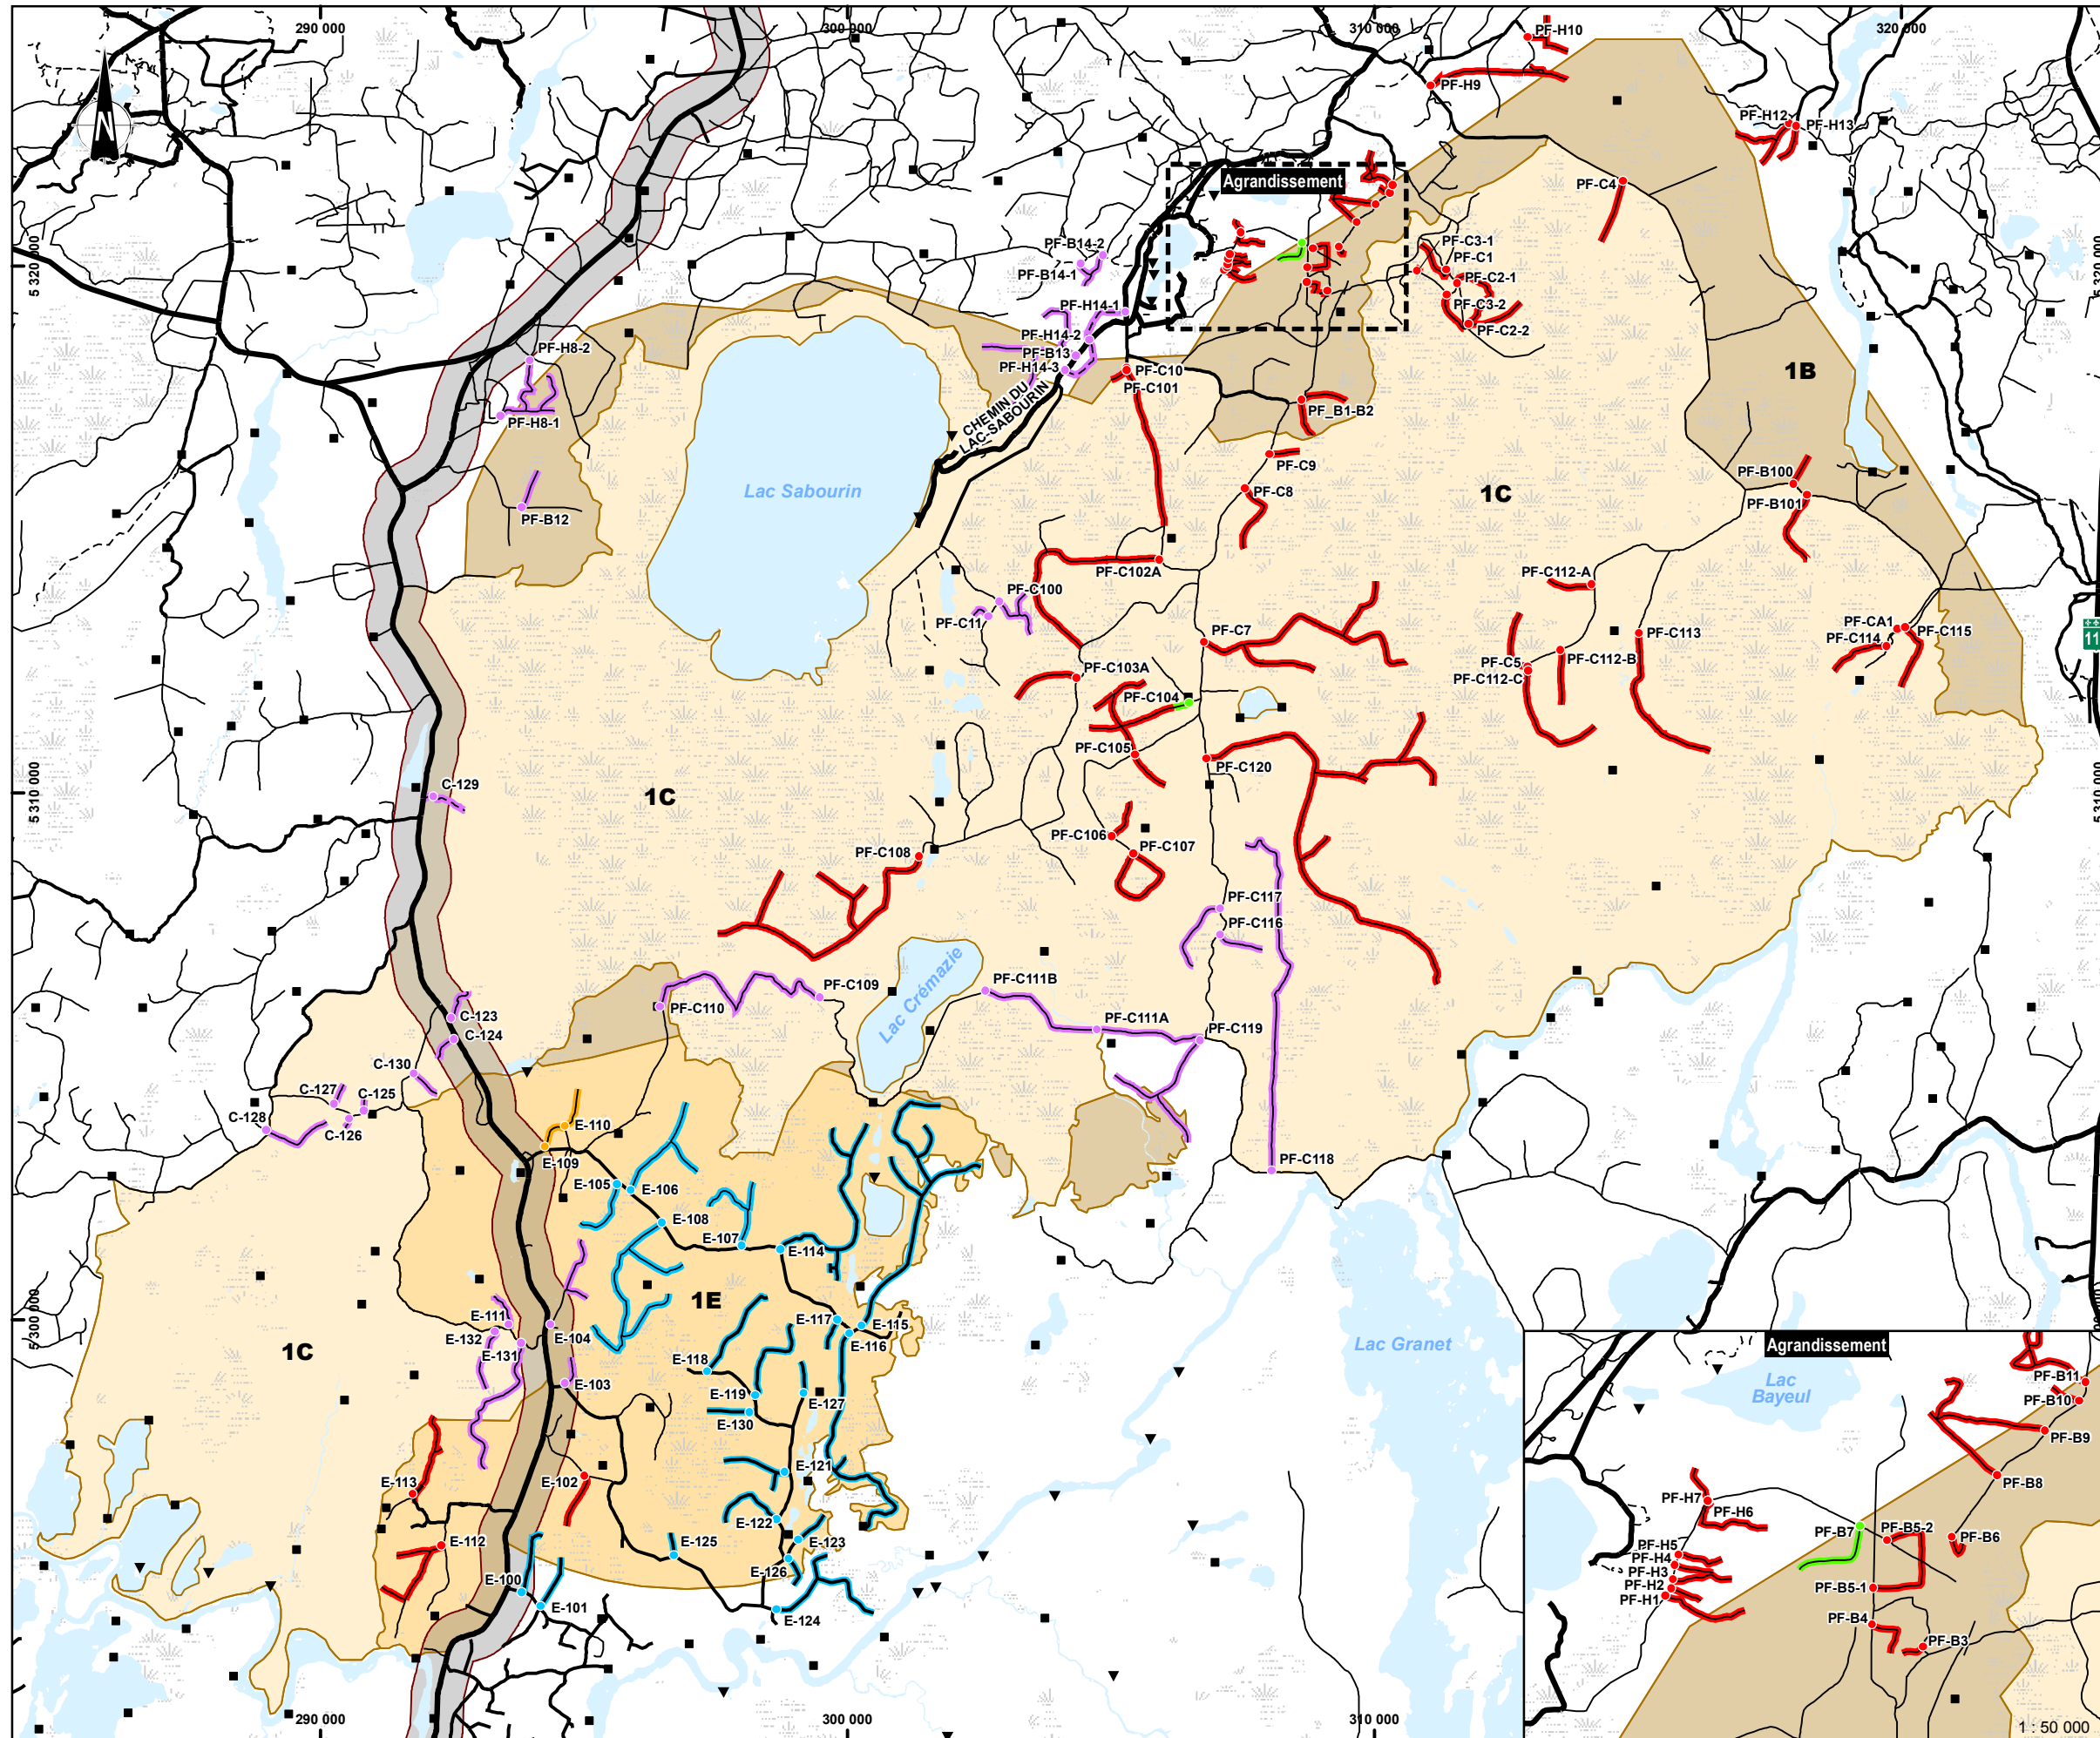 290 000
300 000
310 000
320 000
N
PF-H10
PF-H9
PF-H12
PF-H13
Agrandissement
PF-C4
5 320 000
5 320 000
PF-B14-2
PF-B14-1
PF-C3-1
PF-C1
PF-C2-1
PF-C3-2
PF-C2-2
PF-H14-1
PF-H14-2
PF-B13
PF-H14-3
PF-H8-2
PF-H8-1
PF-C10
PF-C101
1B
CHEMIN DU
LAC-SABOURIN
PF_B1-B2
PF-C9
PF-C8
Lac Sabourin
1C
PF-B100
PF-B101
PF-B12
PF-C102A
PF-C112-A
PF-C100
PF-C11
PF-C7
PF-C113
PF-CA1
PF-C114
PF-C115
11
PF-C5
PF-C112-B
PF-C112-C
PF-C103A
PF-C104
PF-C105
PF-C120
C-129
1C
5 310 000
5 310 000
PF-C106
PF-C107
PF-C108
PF-C117
PF-C116
PF-C109
PF-C110
Lac Crémazie
PF-C111B
PF-C111A
PF-C119
C-123
C-124
C-130
C-127
C-125
C-128
C-126
E-110
E-109
PF-C118
E-105
E-106
E-108
E-107
E-114
1E
5 300 000
E-111
E-132
E-131
E-104
E-117
E-115
E-116
Lac Granet
1C
E-118
E-103
E-119
E-127
E-130
E-113
E-102
E-121
E-122
E-123
E-112
E-125
E-126
E-100
E-101
E-124
290 000
300 000
310 000
Agrandissement
Lac
Bayeul
PF-B11
PF-B10
PF-B9
PF-B8
PF-H7
PF-H6
PF-B7
PF-B5-2
PF-B6
PF-H5
PF-H4
PF-H3
PF-H2
PF-H1
PF-B5-1
PF-B4
PF-B3
1 : 50 000